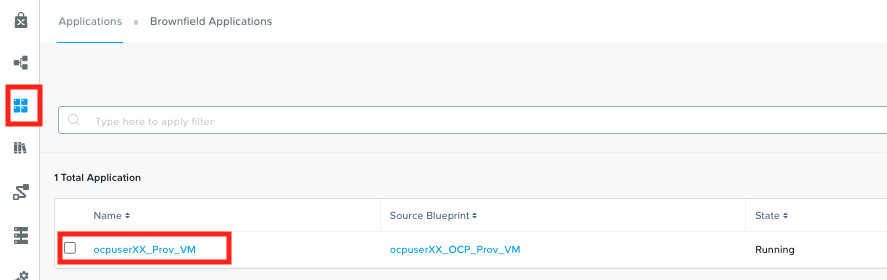 Applications Brownfield Applications
Type here to apply filter:
1 Total Application
Name Source Blueprint State
ocpuserXX_Prov_VM ocpuserXX_OCP_Prov_VM Running